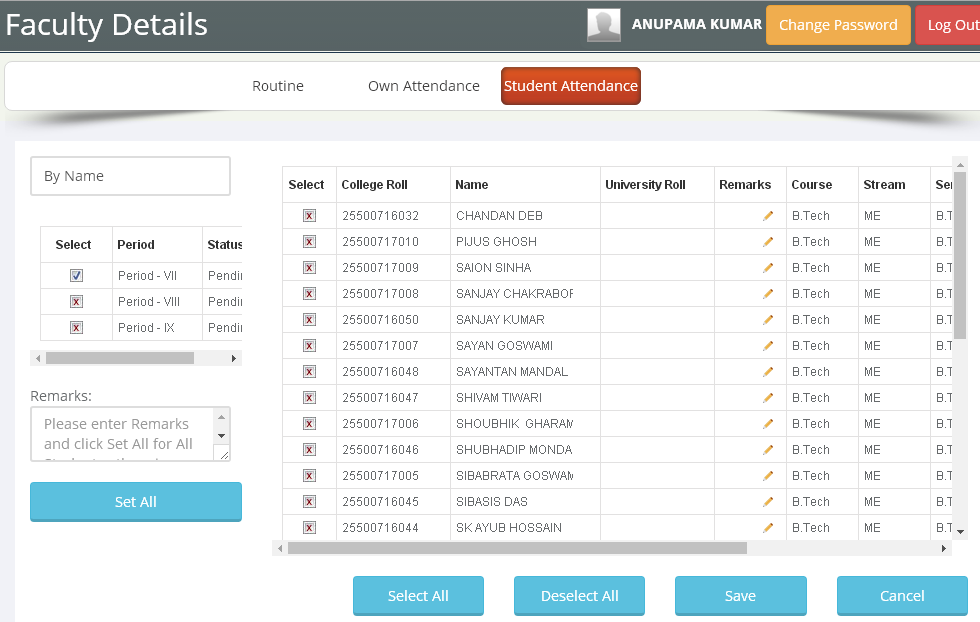 Faculty Details
ANUPAMA KUMAR
Change Password
Log Out
Routine
Own Attendance
Student Attendance
By Name
Select Period Status
Period - VII
Period - VIII
Period - IX
Remarks:
Please enter Remarks
and click Set All for All
Set All
Select College Roll Name University Roll Remarks Course Stream
25500716032 CHANDAN DEB B.Tech ME
25500717010 PIJUS GHOSH B.Tech ME
25500717009 SAION SINHA B.Tech ME
25500717008 SANJAY B.Tech ME
25500716050 SANJAY KUMAR B.Tech ME
25500717007 SAYAN GOSWAMI B.Tech ME
25500716048 SAYANTAN MANDAL B.Tech ME
25500716047 SHIVAM TIWARI B.Tech ME
25500717006 SHOUBHIK GHARAM B.Tech ME
25500716046 SHUBHADIP MONDA B.Tech ME
25500717005 SIBABRATA B.Tech ME
25500716045 SIBASIS DAS B.Tech ME
25500716044 SK AYUB HOSSAIN B.Tech ME
Select All
Deselect All
Save
Cancel